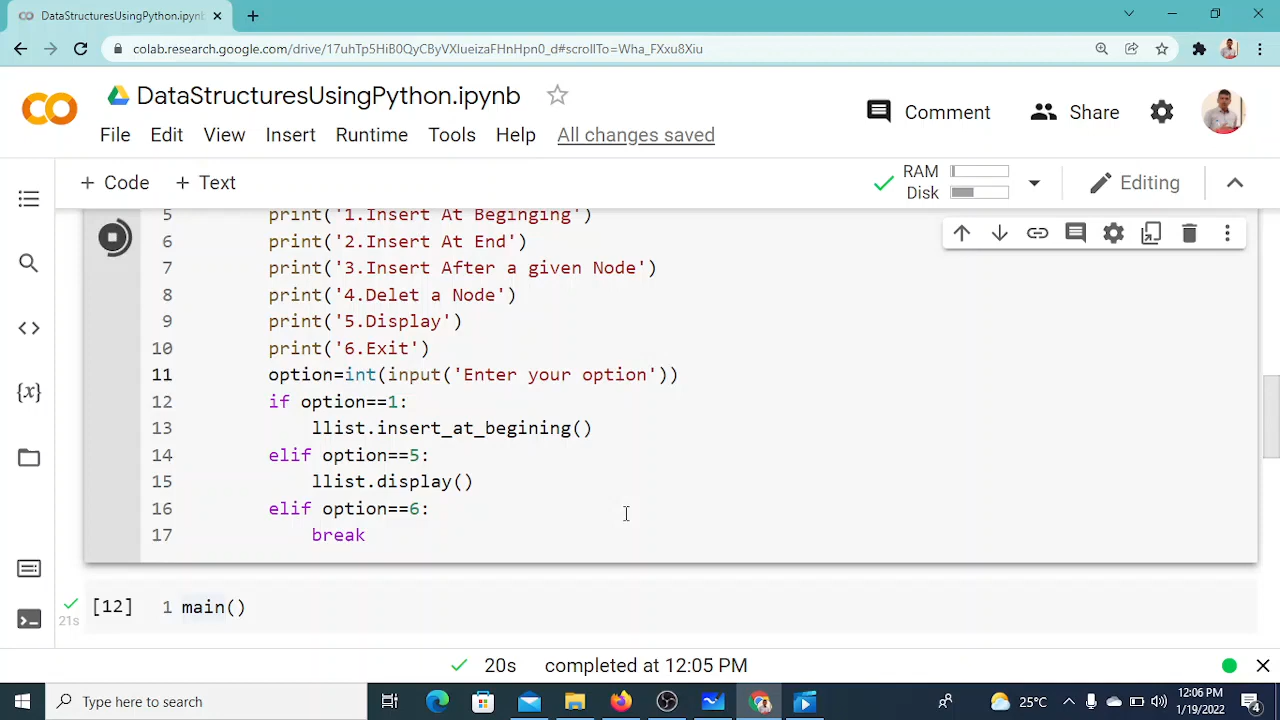 DataStructuresUsingPython.ipynb
colab.research.google.com/drive/17uhTp5HiB0QyCByVXlueizaFHnHpn0_d#scrollTo=Wha_FXxu8Xiu
DataStructuresUsingPython.ipynb
Comment
Share
File Edit View Insert Runtime Tools Help All changes saved
+ Code + Text
RAM
Disk
Editing
5 print('1.Insert At Beginging')
6 print('2.Insert At End')
7 print('3.Insert After a given Node')
8 print('4.Delet a Node')
9 print('5.Display')
10 print('6.Exit')
11 option=int(input('Enter your option'))
12 if option==1:
13 llist.insert_at_begining()
14 elif option==5:
15 llist.display()
16 elif option==6:
17 break
[12] 1 main()
21s
20s completed at 12:05 PM
Type here to search
25°C
12:06 PM
1/19/2022
4